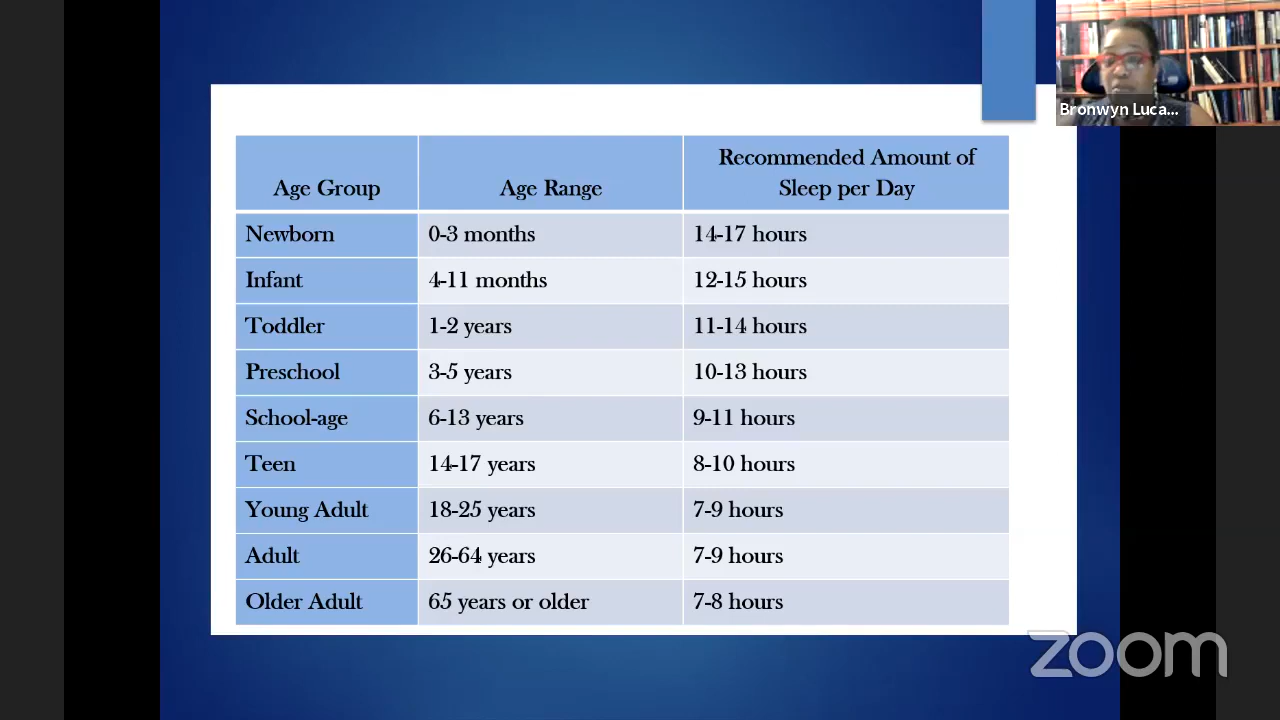 Bronwyn Luca...
Age Group Age Range Recommended Amount of Sleep per Day
Newborn 0-3 months 14-17 hours
Infant 4-11 months 12-15 hours
Toddler 1-2 years 11-14 hours
Preschool 3-5 years 10-13 hours
School-age 6-13 years 9-11 hours
Teen 14-17 years 8-10 hours
Young Adult 18-25 years 7-9 hours
Adult 26-64 years 7-9 hours
Older Adult 65 years or older 7-8 hours
zoom